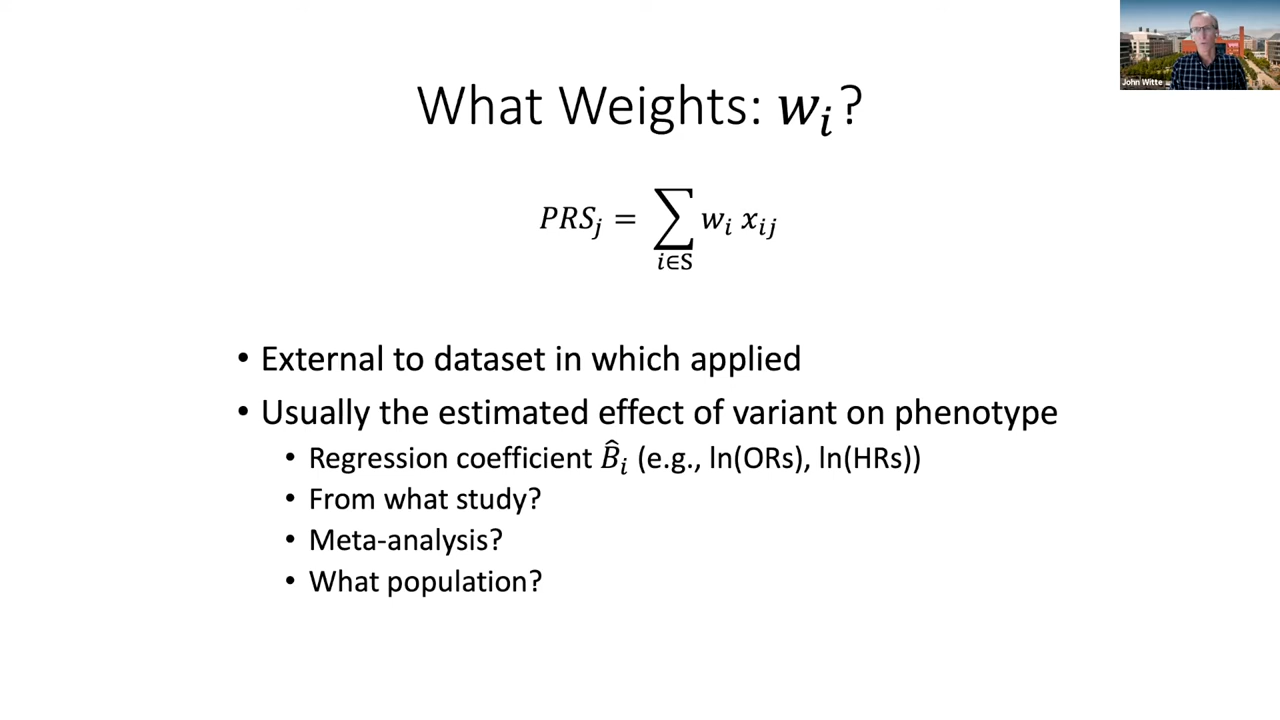 John Witte
What Weights: wᵢ?
PRSⱼ = ∑ wᵢ xᵢⱼ
i∈S
• External to dataset in which applied
• Usually the estimated effect of variant on phenotype
• Regression coefficient B̂ᵢ (e.g., ln(ORs), ln(HRs))
• From what study?
• Meta-analysis?
• What population?